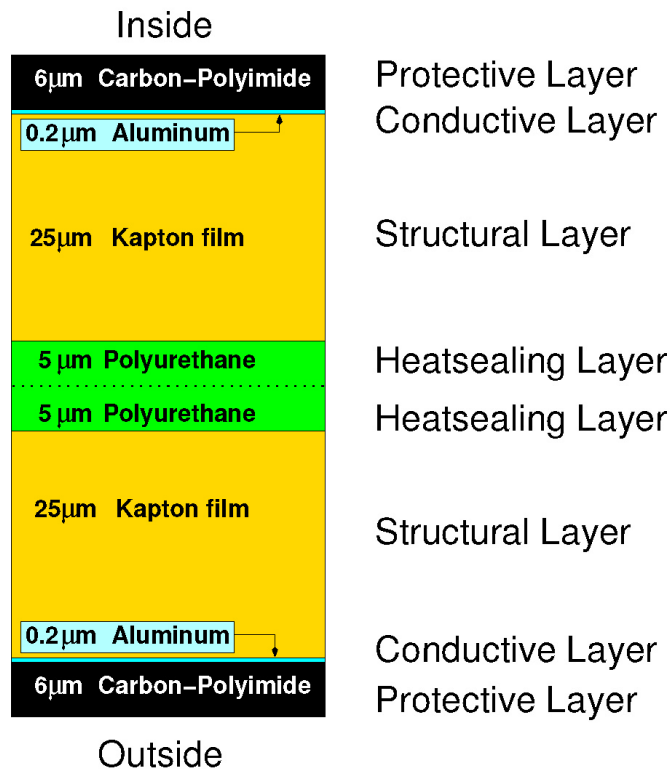 Inside
6μm Carbon–Polyimide Protective Layer
Conductive Layer
0.2μm Aluminum
25μm Kapton film Structural Layer
5 μm Polyurethane Heatsealing Layer
5 μm Polyurethane Heatsealing Layer
25μm Kapton film
Structural Layer
0.2μm Aluminum
Conductive Layer
6μm Carbon–Polyimide Protective Layer
Outside